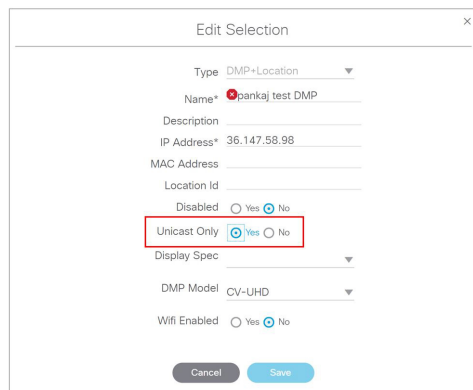 Edit Selection
×
Type DMP+Location
Name* pankaj test DMP
Description
IP Address* 36.147.58.98
MAC Address
Location Id
Disabled Yes No
Unicast Only Yes No
Display Spec
DMP Model CV-UHD
Wifi Enabled Yes No
Cancel Save